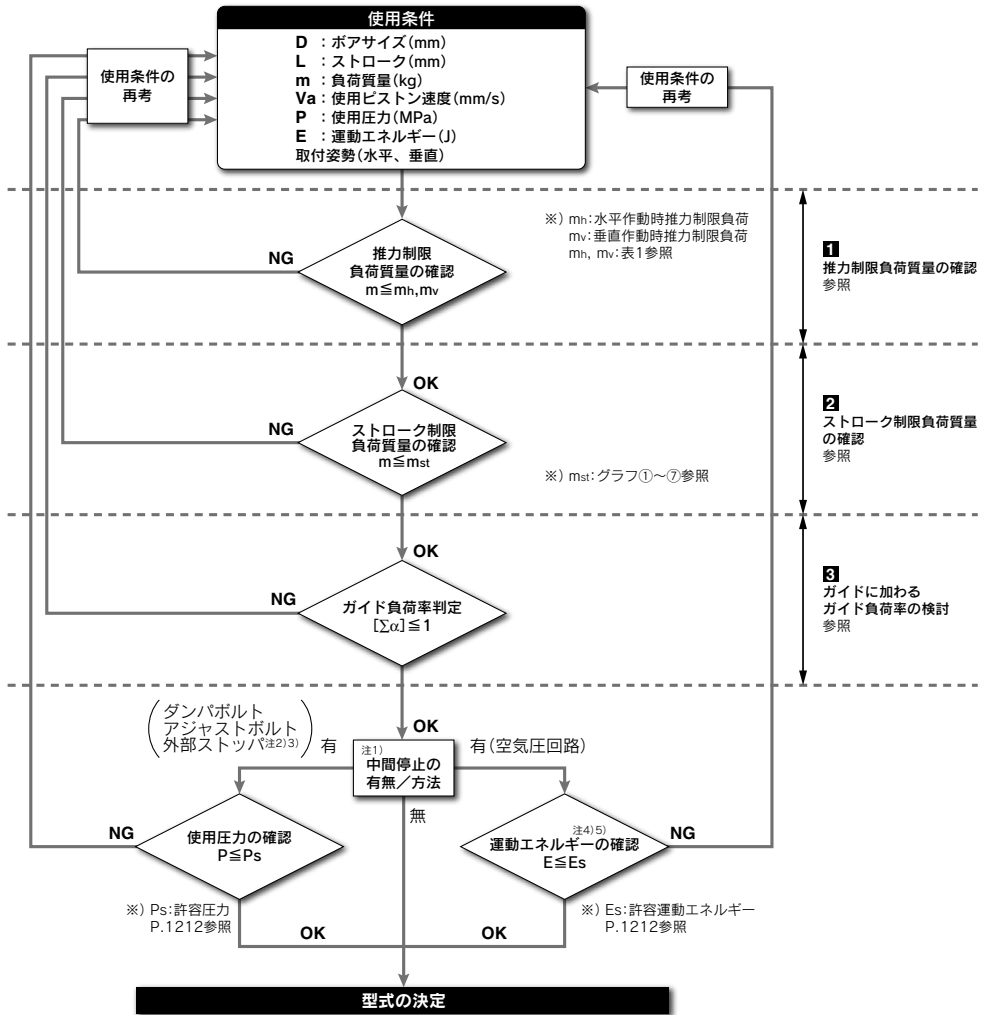 使用条件
D：ボアサイズ(mm)
L：ストローク(mm)
m：負荷質量(kg)
Va：使用ピストン速度(mm/s)
P：使用圧力(MPa)
E：運動エネルギー(J)
取付姿勢(水平、垂直)
使用条件の
再考
使用条件の
再考
※) mh:水平作動時推力制限負荷
mv:垂直作動時推力制限負荷
mh, mv:表1参照
NG
推力制限
負荷質量の確認
m≦mh,mv
1
推力制限負荷質量の確認
参照
OK
NG
ストローク制限
負荷質量の確認
m≦mst
※) mst:グラフ①～⑦参照
2
ストローク制限負荷質量
の確認
参照
OK
NG
ガイド負荷率判定
[∑α]≦1
3
ガイドに加わる
ガイド負荷率の検討
参照
OK
ダンパボルト
アジャストボルト
外部ストッパ注2)3)
有
注1)
中間停止の
有無／方法
有(空気圧回路)
無
NG
使用圧力の確認
P≦Ps
注4)5)
運動エネルギーの確認
E≦Es
NG
※) Ps:許容圧力
P.1212参照
※) Es:許容運動エネルギー
P.1212参照
OK
OK
型式の決定